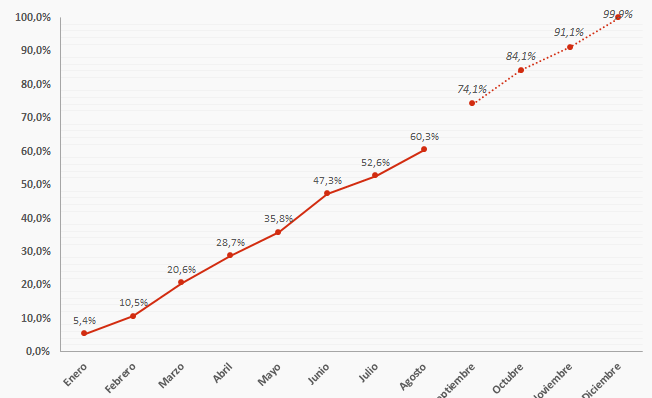 100,0%
90,0%
80,0%
70,0%
60,0%
50,0%
40,0%
30,0%
20,0%
10,0%
0,0%
5,4%
10,5%
20,6%
28,7%
35,8%
47,3%
52,6%
60,3%
74,1%
84,1%
91,1%
99,9%
Enero
Febrero
Marzo
Abril
Mayo
Junio
Julio
Agosto
eptiembre
Octubre
Noviembre
Diciembre